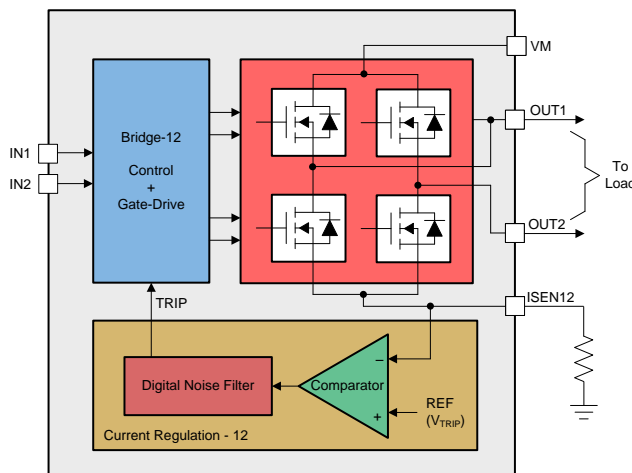 VM
Bridge-12
Control
+
Gate-Drive
IN1
IN2
OUT1
To
Load
OUT2
TRIP
ISEN12
Digital Noise Filter
Comparator
−
+
REF
(VTRIP)
Current Regulation - 12